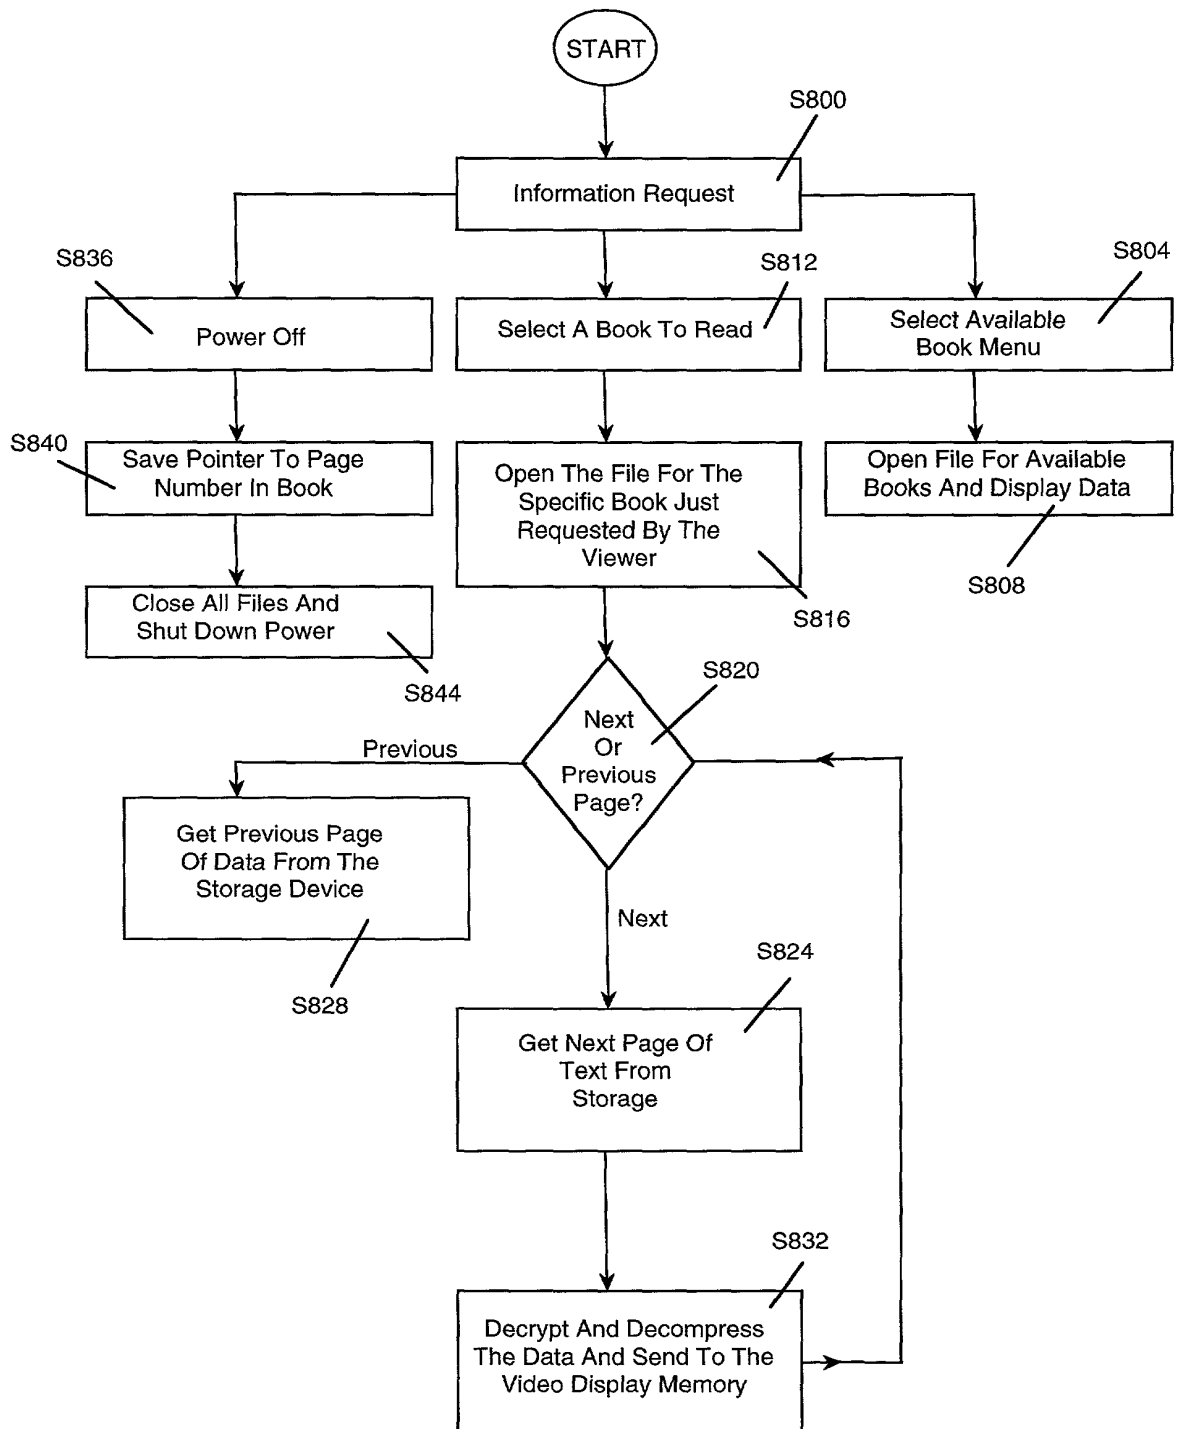 START
S800
Information Request
S836
S812
S804
Power Off
Select A Book To Read
Select Available
Book Menu
S840
Save Pointer To Page
Number In Book
Open The File For The
Specific Book Just
Requested By The
Viewer
Open File For Available
Books And Display Data
S808
Close All Files And
Shut Down Power
S816
S844
S820
Next
Or
Previous
Page?
Previous
Get Previous Page
Of Data From The
Storage Device
Next
S828
S824
Get Next Page Of
Text From
Storage
S832
Decrypt And Decompress
The Data And Send To The
Video Display Memory